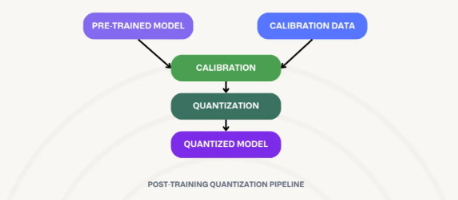 PRE-TRAINED MODEL
CALIBRATION DATA
CALIBRATION
QUANTIZATION
QUANTIZED MODEL
POST-TRAINING QUANTIZATION PIPELINE